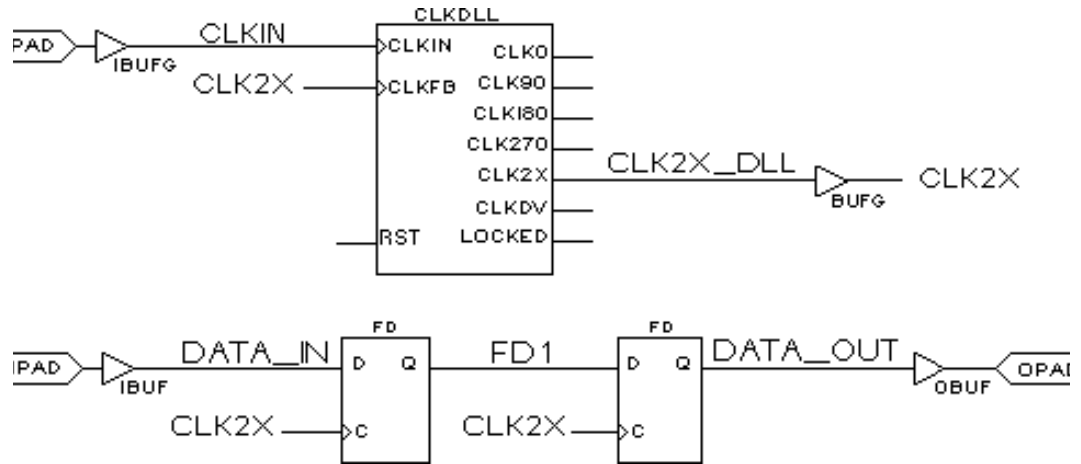 CLKDLL
PAD
IBUFG
CLKIN
CLKIN
CLK2X
CLKFB
RST
CLK0
CLK90
CLK180
CLK270
CLK2X
CLKDV
LOCKED
CLK2X_DLL
BUFG
CLK2X
IPAD
IBUF
DATA_IN
CLK2X
FD
D
Q
C
FD1
CLK2X
FD
D
Q
C
DATA_OUT
OBUF
OPAD